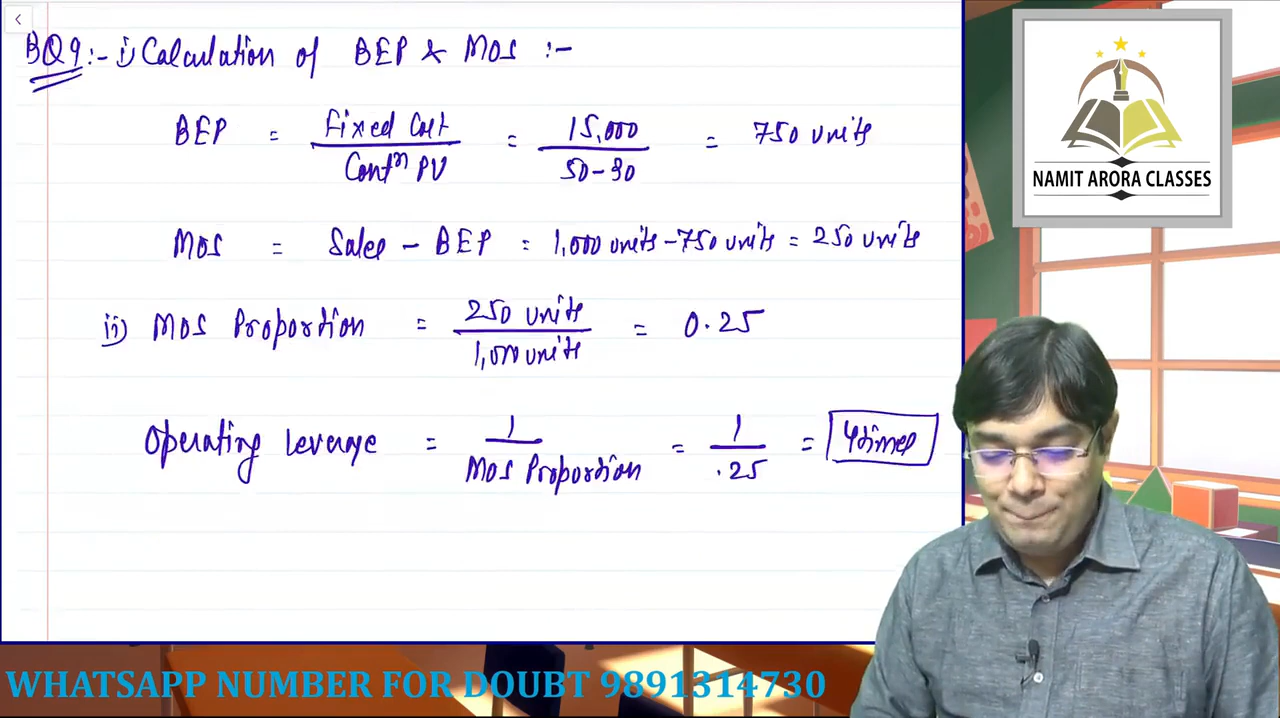 BQ9:- i) Calculation of BEP & MOS :-
BEP = Fixed Cost / Contⁿ PU = 15,000 / 50-30 = 750 units
MOS = Sales - BEP = 1,000 units - 750 units = 250 units
ii) MOS Proportion = 250 units / 1,000 units = 0.25
Operating leverage = 1 / MOS Proportion = 1 / .25 = 4 times
NAMIT ARORA CLASSES
WHATSAPP NUMBER FOR DOUBT 9891314730